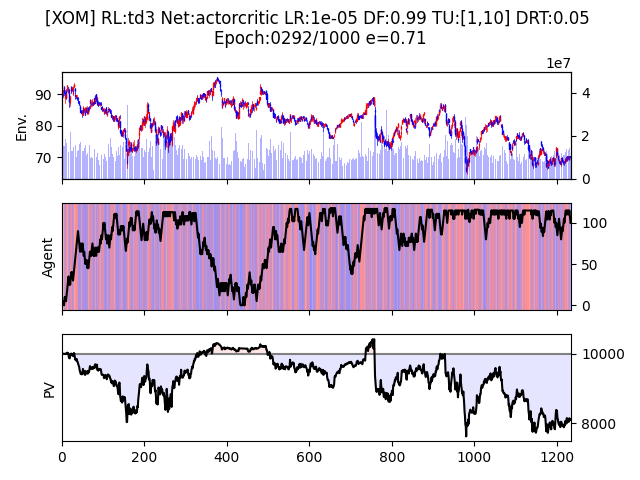 [XOM] RL:td3 Net:actorcritic LR:1e-05 DF:0.99 TU:[1,10] DRT:0.05
Epoch:0292/1000 e=0.71
1e7
Env.
90
80
70
4
2
0
Agent
100
50
0
PV
10000
8000
0 200 400 600 800 1000 1200